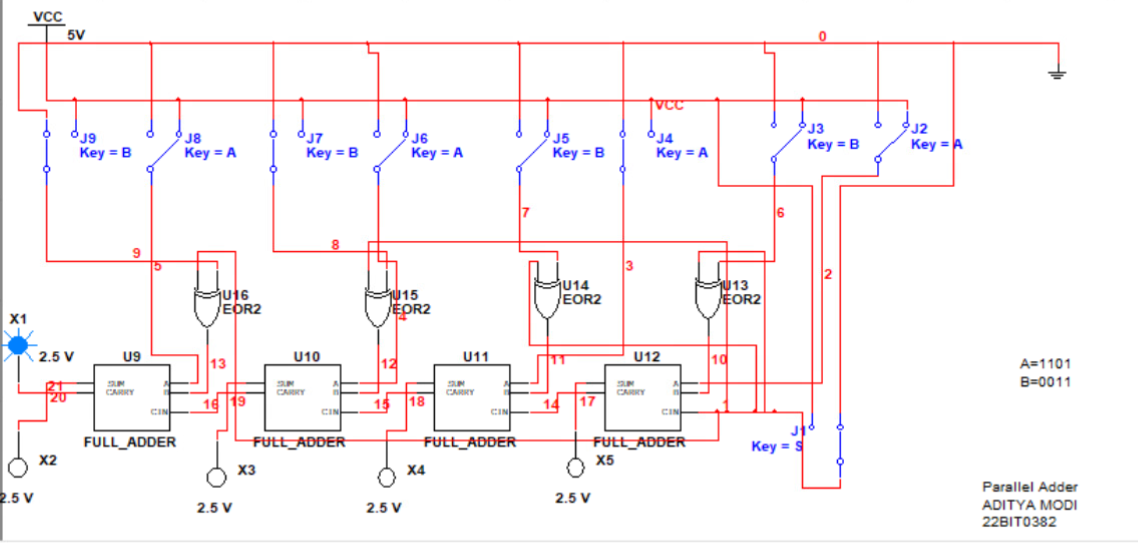 VCC
5V
0
VCC
J9
Key = B
J8
Key = A
J7
Key = B
J6
Key = A
J5
Key = B
J4
Key = A
J3
Key = B
J2
Key = A
7
6
9
5
8
3
2
U16
EOR2
U15
EOR2
4
U14
EOR2
U13
EOR2
X1
2.5 V
13
12
11
10
U9
U10
U11
U12
SUM
CARRY
A
B
CIN
SUM
CARRY
A
B
CIN
SUM
CARRY
A
B
CIN
SUM
CARRY
A
B
CIN
21
20
16
19
15
18
14
17
1
FULL_ADDER
FULL_ADDER
FULL_ADDER
FULL_ADDER
J1
Key = S
X2
2.5 V
X3
2.5 V
X4
2.5 V
X5
2.5 V
A=1101
B=0011
Parallel Adder
ADITYA MODI
22BIT0382